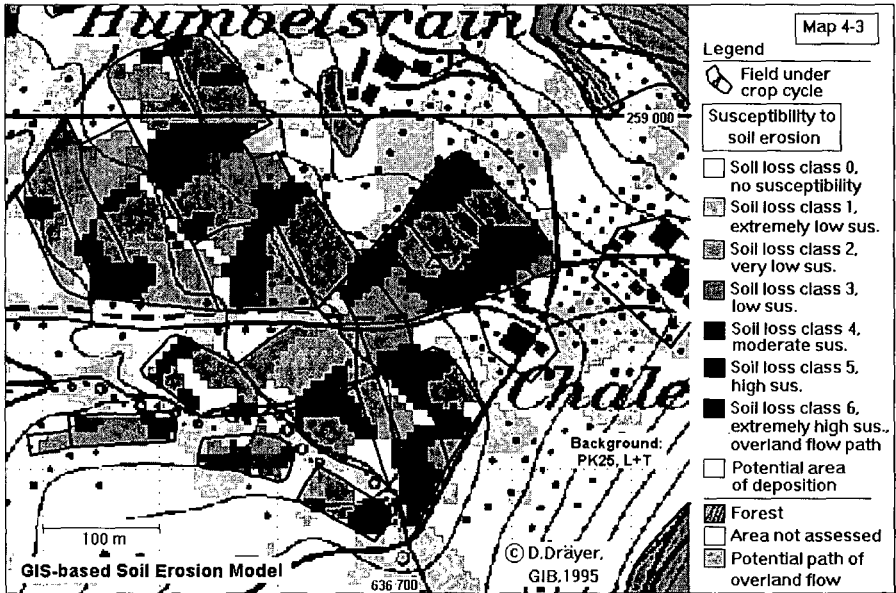 Humbelsrain
Map 4-3
Legend
Field under
crop cycle
259 000
Susceptibility to
soil erosion
Soil loss class 0,
no susceptibility
Soil loss class 1,
extremely low sus.
Soil loss class 2,
very low sus.
Soil loss class 3,
low sus.
Soil loss class 4,
moderate sus.
Soil loss class 5,
high sus.
Soil loss class 6,
extremely high sus.,
overland flow path
Potential area
of deposition
Forest
Area not assessed
Potential path of
overland flow
Chale
Background:
PK25, L+T
100 m
GIS-based Soil Erosion Model
© D.Dräyer,
GIB,1995
636 700